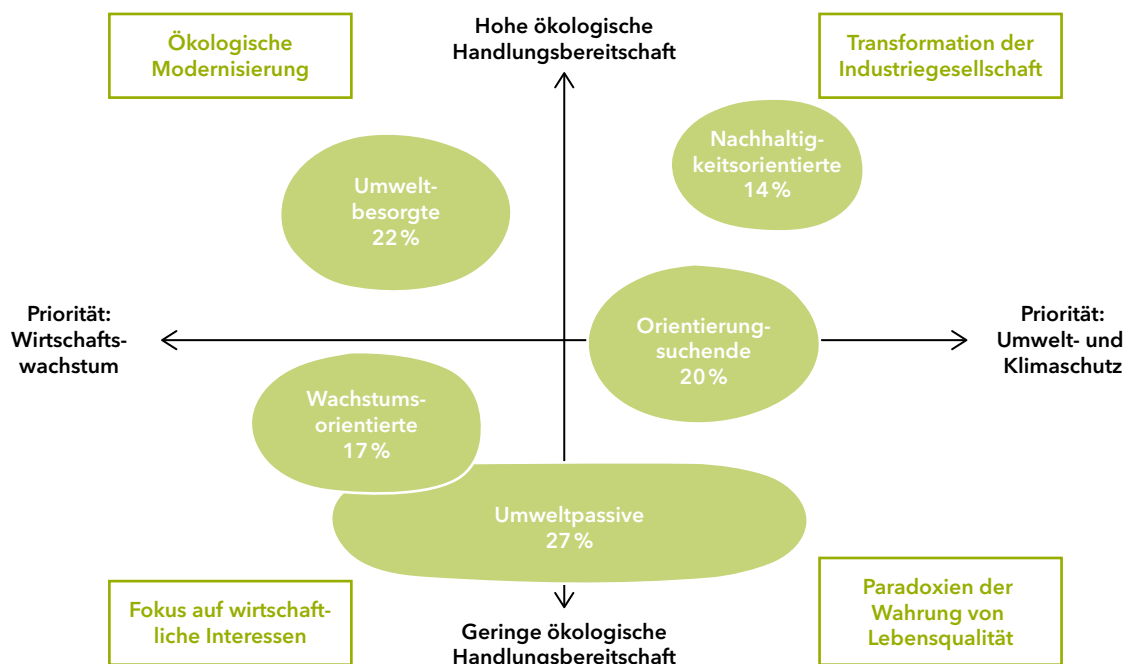 Ökologische
Modernisierung
Hohe ökologische
Handlungsbereitschaft
Transformation der
Industriegesellschaft
Nachhaltig-
keitsorientierte
14 %
Umwelt-
besorgte
22 %
Priorität:
Wirtschafts-
wachstum
Orientierung-
suchende
20 %
Priorität:
Umwelt- und
Klimaschutz
Wachstums-
orientierte
17 %
Umweltpassive
27 %
Fokus auf wirtschaft-
liche Interessen
Geringe ökologische
Handlungsbereitschaft
Paradoxien der
Wahrung von
Lebensqualität